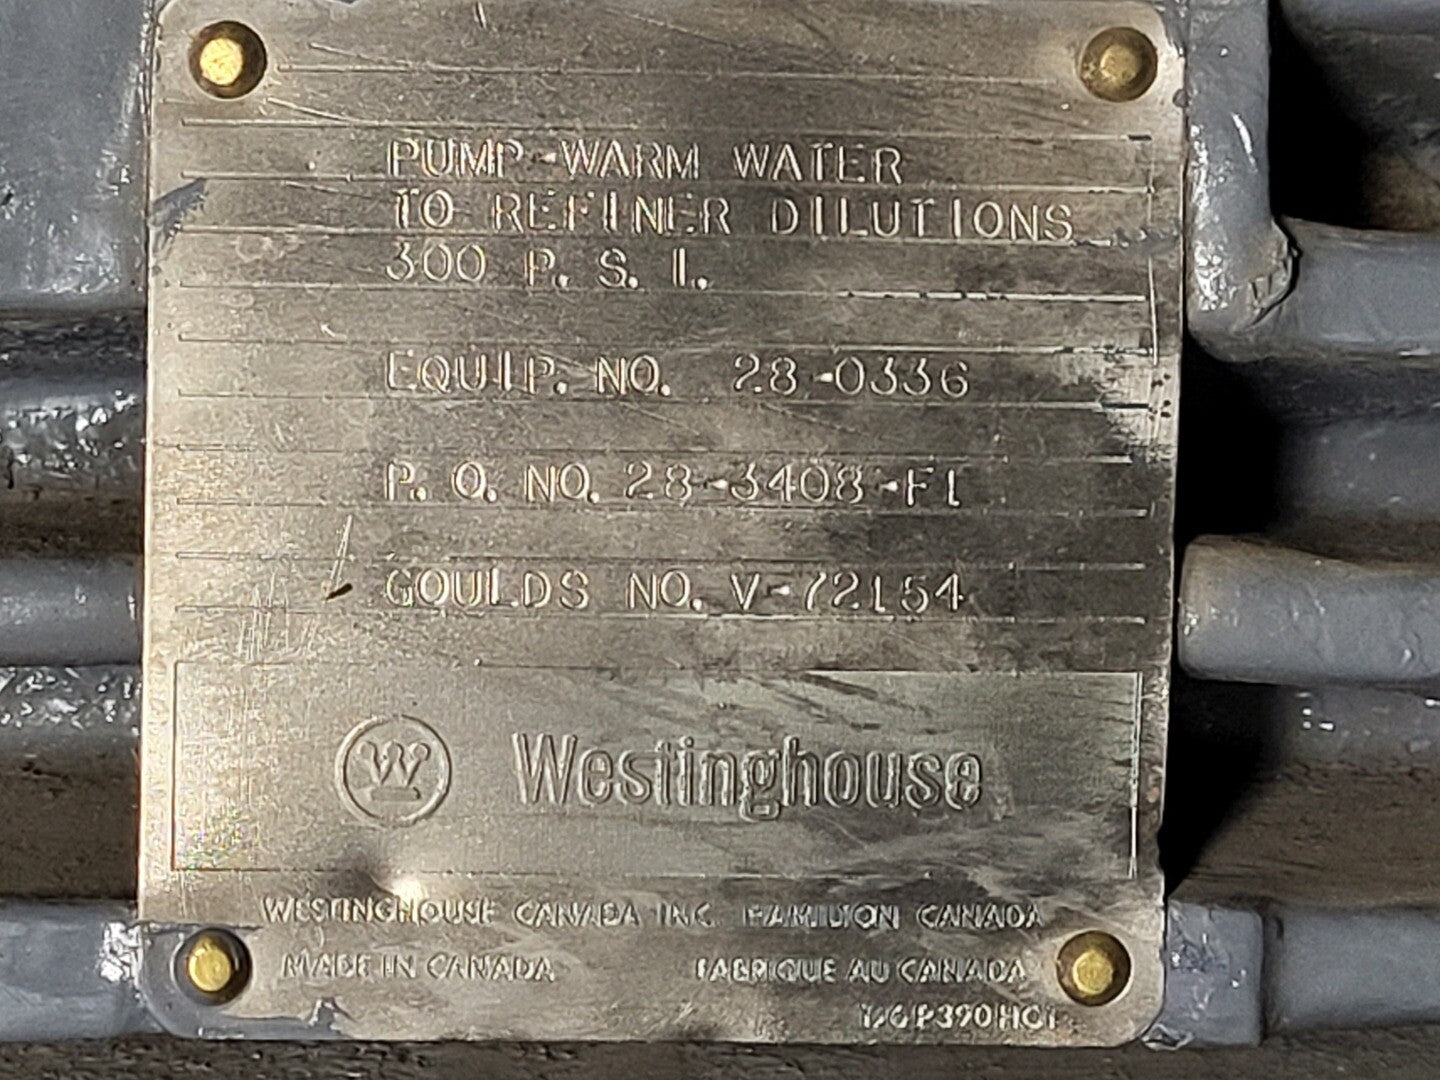 PUMP-WARM WATER
TO REFINER DILUTIONS
300 P.S.I.
EQUIP. NO. 28-0336
P.O. NO. 28-3408-F1
GOULDS NO. V-72154
W Westinghouse
WESTINGHOUSE CANADA INC. HAMILTON CANADA
MADE IN CANADA FABRIQUE AU CANADA